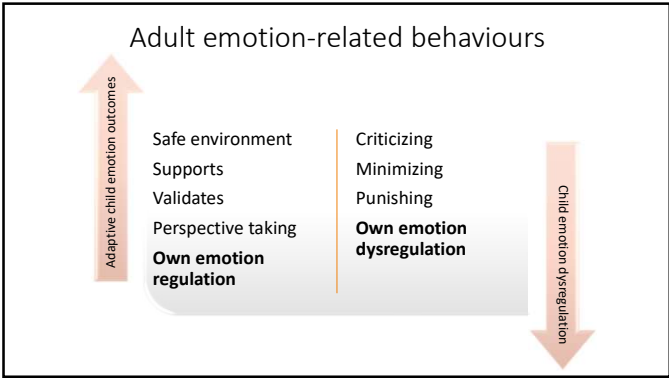 Adult emotion-related behaviours
Adaptive child emotion outcomes
Safe environment
Supports
Validates
Perspective taking
Own emotion
regulation
Criticizing
Minimizing
Punishing
Own emotion
dysregulation
Child emotion dysregulation